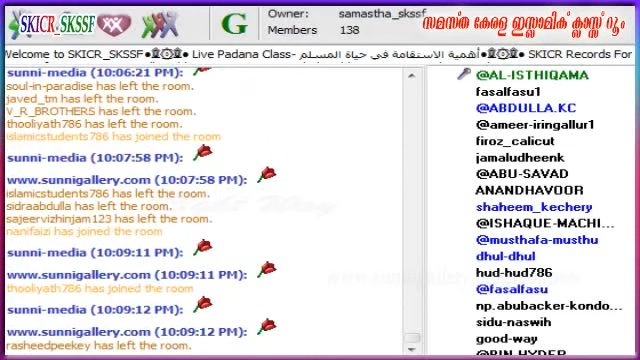 SKICR_SKSSF
G
Owner: samastha_skssf
Members 138
സമസ്ത കേരള ഇസ്ലാമിക് ക്ലാസ്സ് റൂം
Welcome to SKICR_SKSSF● ●Live Padana Class- أهمية الاستقامة في حياة المسلم● ● SKICR Records For
sunni-media (10:06:21 PM):
soul-in-paradise has left the room.
javed_tm has left the room.
V_R_BROTHERS has left the room.
thooliyath786 has left the room.
islamicstudents786 has joined the room
sunni-media (10:07:58 PM):
www.sunnigallery.com (10:07:58 PM):
islamicstudents786 has left the room.
sidraabdulla has left the room.
sajeervizhinjam123 has left the room.
nanifaizi has joined the room
sunni-media (10:09:11 PM):
www.sunnigallery.com (10:09:11 PM):
thooliyath786 has joined the room
sunni-media (10:09:12 PM):
www.sunnigallery.com (10:09:12 PM):
rasheedpeekey has left the room.
@AL-ISTHIQAMA
fasalfasu1
@ABDULLA.KC
@ameer-iringallur1
firoz_calicut
jamaludheenk
@ABU-SAVAD
ANANDHAVOOR
shaheem_kechery
@ISHAQUE-MACHI...
@musthafa-musthu
dhul-dhul
hud-hud786
@fasalfasu
np.abubacker-kondo...
sidu-naswih
good-way
@BIN-HYDER